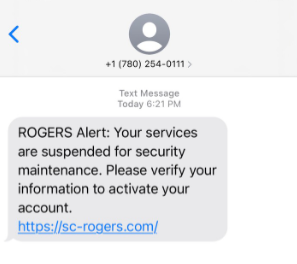 +1 (780) 254-0111 >
Text Message
Today 6:21 PM
ROGERS Alert: Your services
are suspended for security
maintenance. Please verify your
information to activate your
account.
https://sc-rogers.com/